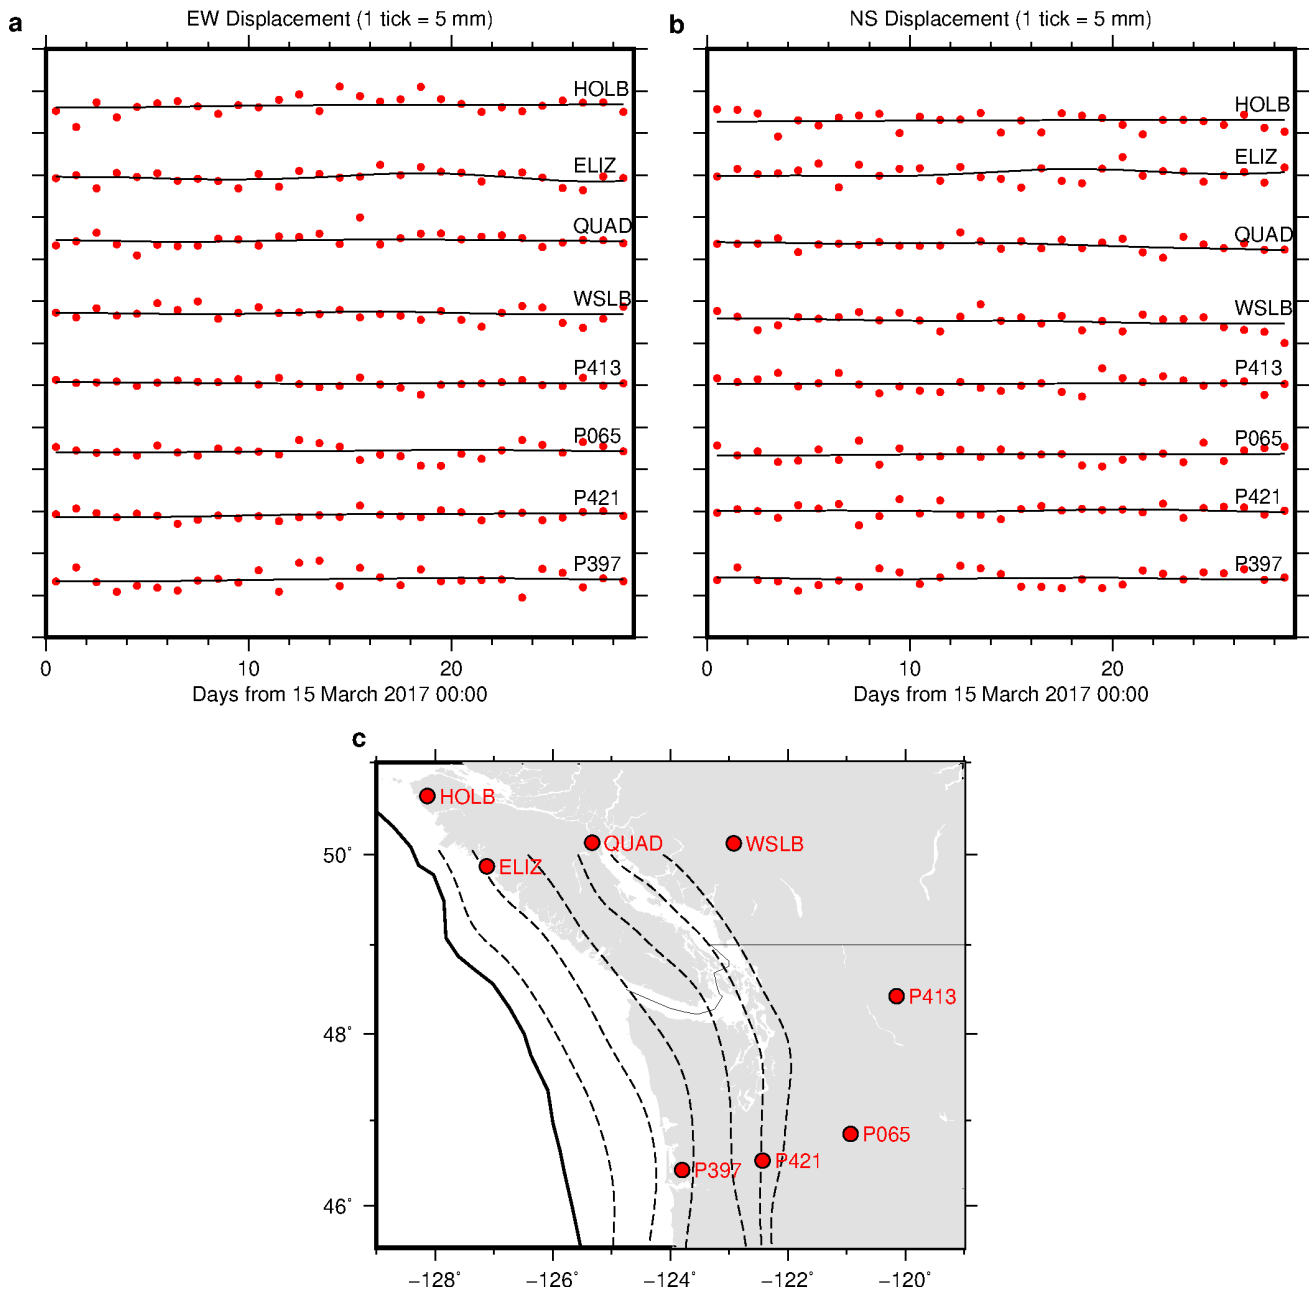 a
EW Displacement (1 tick = 5 mm)
HOLB
ELIZ
QUAD
WSLB
P413
P065
P421
P397
0
10
20
Days from 15 March 2017 00:00
b
NS Displacement (1 tick = 5 mm)
HOLB
ELIZ
QUAD
WSLB
P413
P065
P421
P397
0
10
20
Days from 15 March 2017 00:00
c
HOLB
QUAD
WSLB
ELIZ
P413
P065
P421
P397
50˚
48˚
46˚
−128˚
−126˚
−124˚
−122˚
−120˚